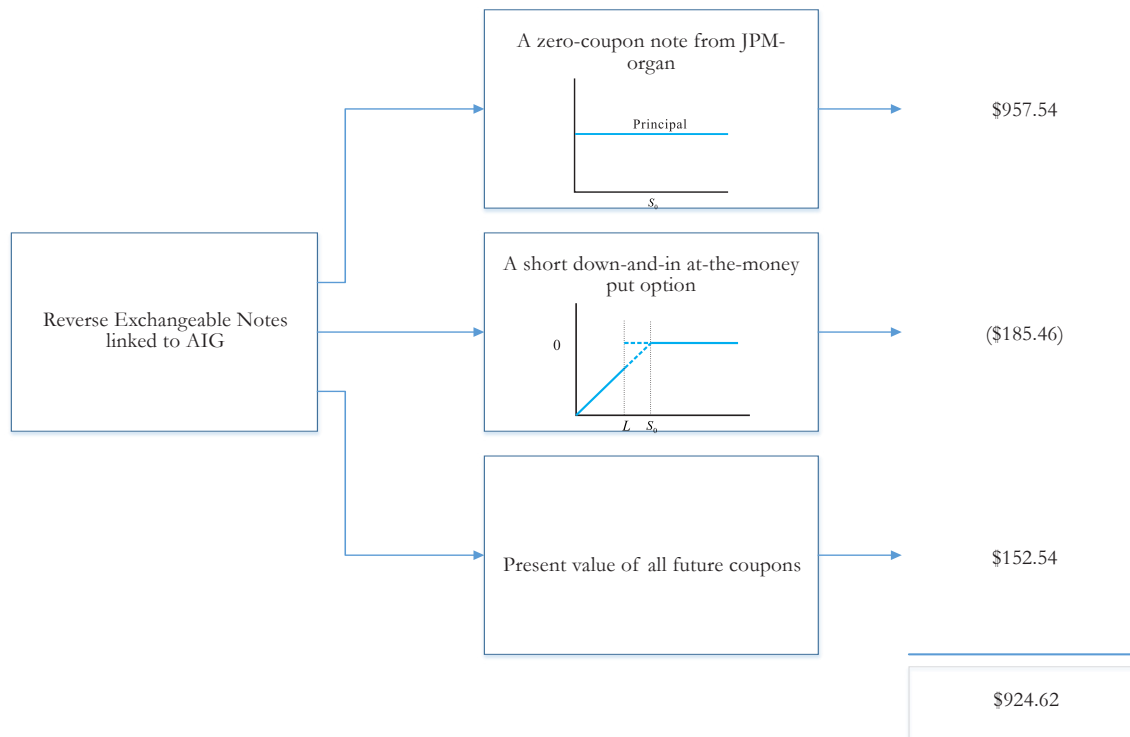 A zero-coupon note from JPM-
organ
Principal
S₀
$957.54
Reverse Exchangeable Notes
linked to AIG
A short down-and-in at-the-money
put option
0
L S₀
($185.46)
Present value of all future coupons
$152.54
$924.62